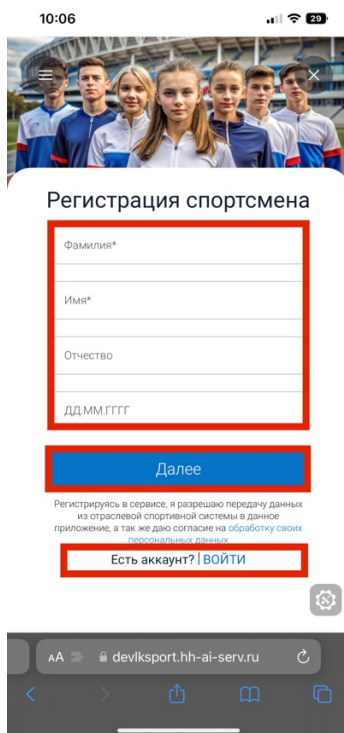 10:06
29
Регистрация спортсмена
Фамилия*
Имя*
Отчество
ДД.ММ.ГГГГ
Далее
Регистрируясь в сервисе, я разрешаю передачу данных
из отраслевой спортивной системы в данное
приложение, а так же даю согласие на обработку своих
персональных данных
Есть аккаунт? | ВОЙТИ
АА devlksport.hh-ai-serv.ru